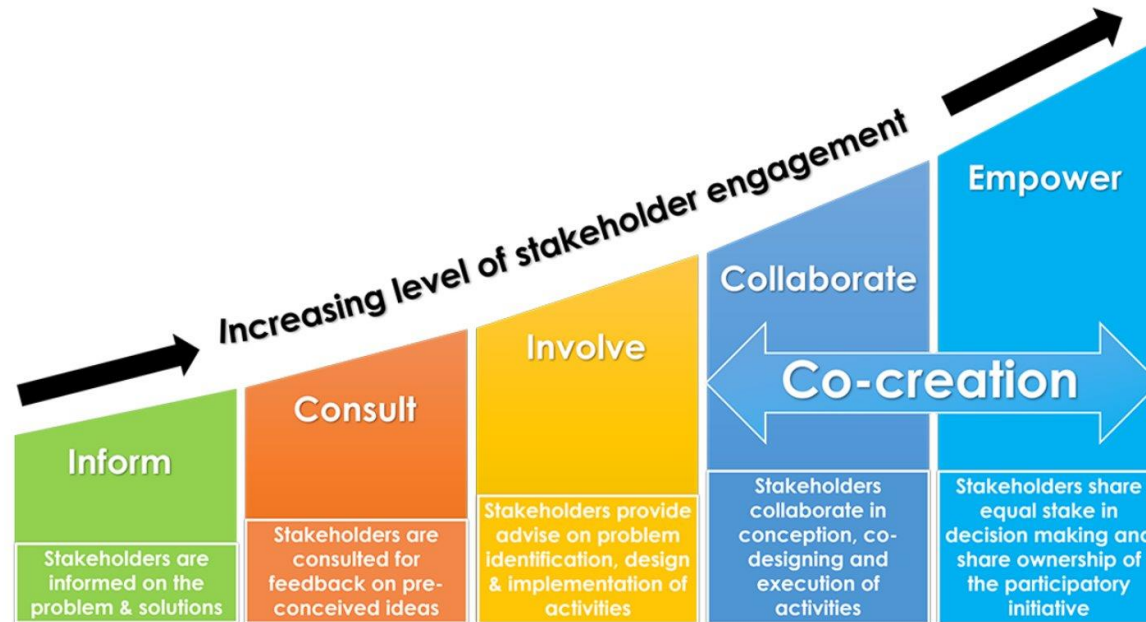 Increasing level of stakeholder engagement
Inform
Stakeholders are
informed on the
problem & solutions
Consult
Stakeholders are
consulted for
feedback on pre-
conceived ideas
Involve
Stakeholders provide
advise on problem
identification, design
& implementation of
activities
Collaborate
Empower
Co-creation
Stakeholders
collaborate in
conception, co-
designing and
execution of
activities
Stakeholders share
equal stake in
decision making and
share ownership of
the participatory
initiative